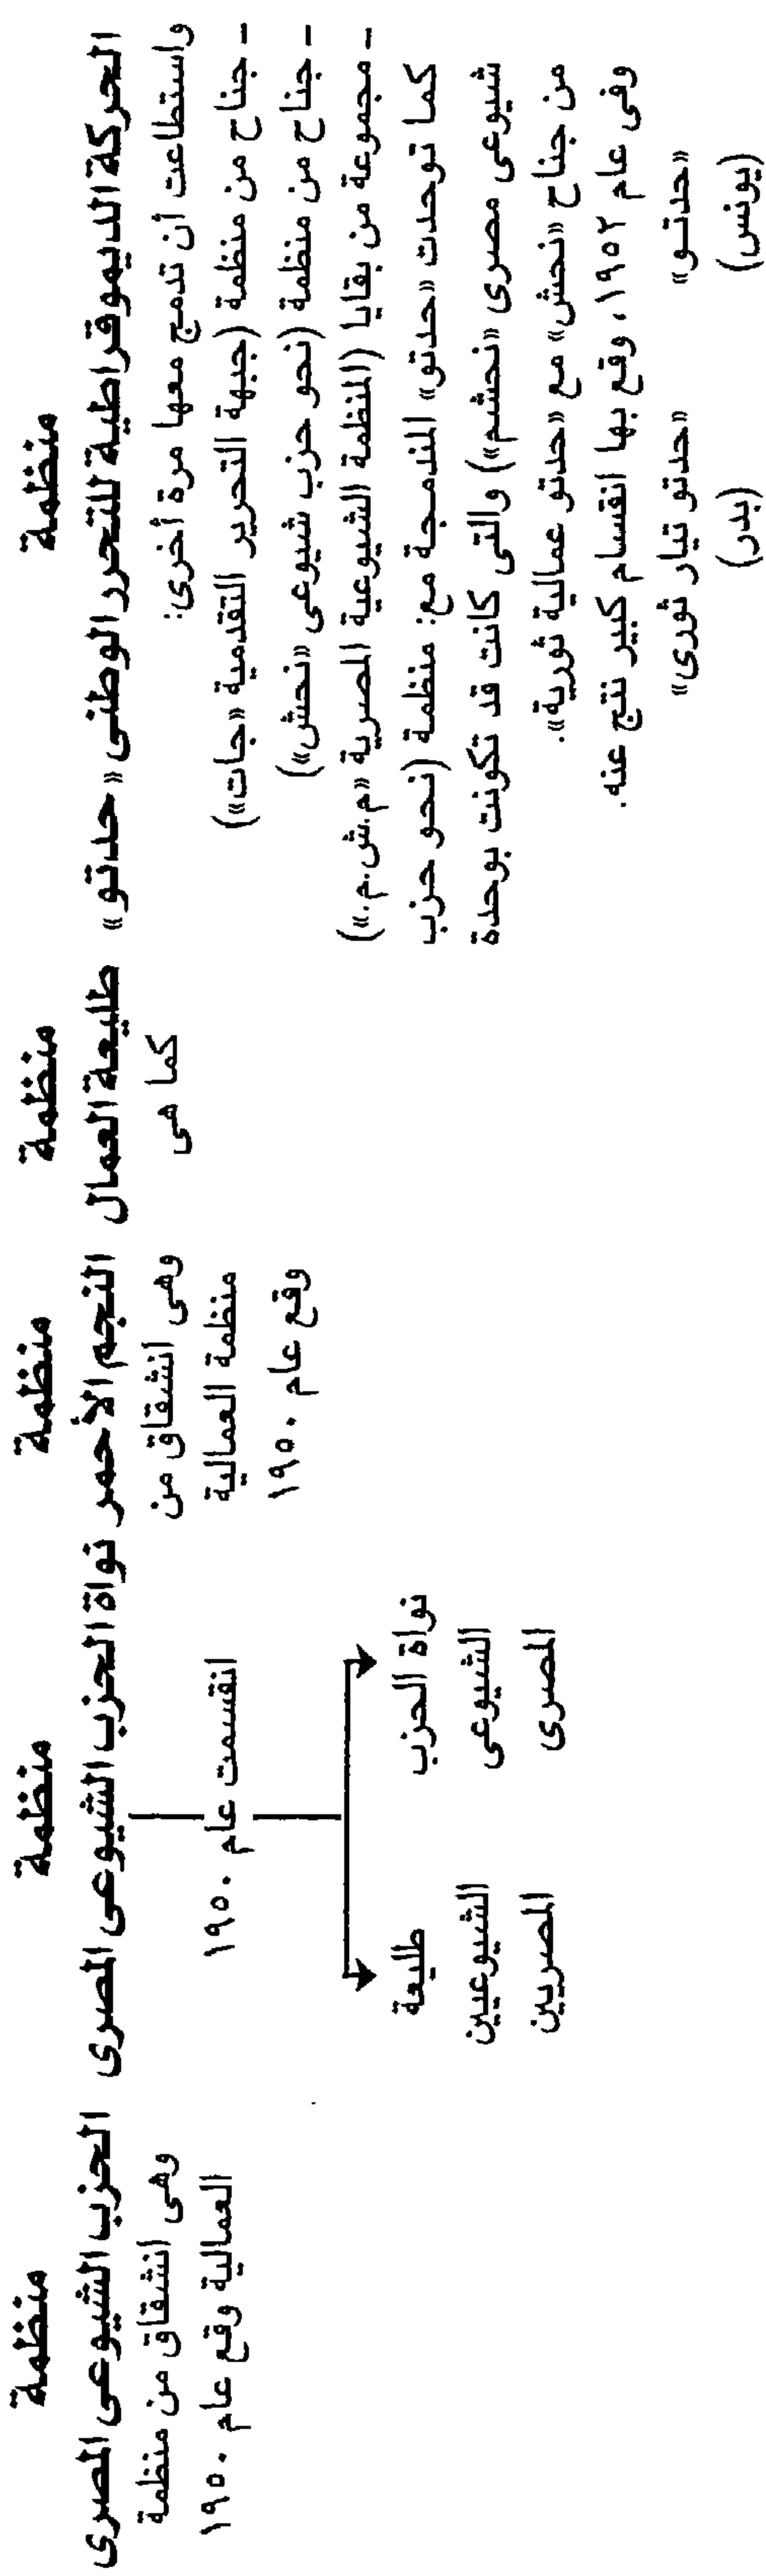 منظمة
الحركة الديموقراطية للتحرر الوطنى «حدتو»
واستطاعت أن تدمج معها مرة أخرى:
- جناح من منظمة (جبهة التحرير التقدمية «جات»)
- جناح من منظمة (نحو حزب شيوعى «نحش»)
- مجموعة من بقايا (المنظمة الشيوعية المصرية «م.ش.م.»)
كما توحدت «حدتو» المندمجة مع: منظمة (نحو حزب
شيوعى مصرى «نحشم») والتى كانت قد تكونت بوحدة
من جناح «نحش» مع «حدتو عمالية ثورية».
وفى عام ١٩٥٢، وقع بها انقسام كبير نتج عنه.
«حدتو» «حدتو تيار ثورى»
(يونس) (بدر)
منظمة
طليعة العمال
كما هى
منظمة
النجم الأحمر
وهى انشقاق من
منظمة العمالية
وقع عام ١٩٥٠
منظمة
نواة الحزب الشيوعى المصرى
انقسمت عام ١٩٥٠
نواة الحزب
الشيوعى
المصرى
طليعة
الشيوعيين
المصريين
منظمة
الحزب الشيوعى المصرى
وهى انشقاق من منظمة
العمالية وقع عام ١٩٥٠